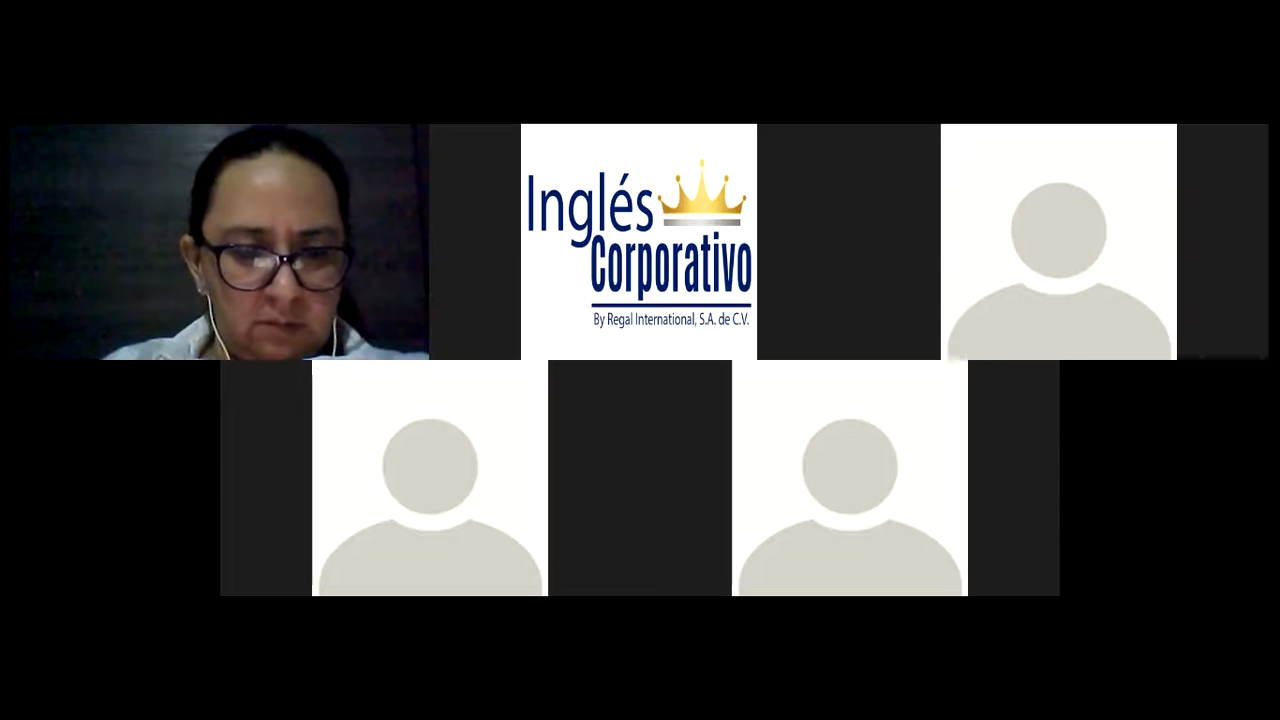 Inglés
Corporativo
By Regal International, S.A. de C.V.